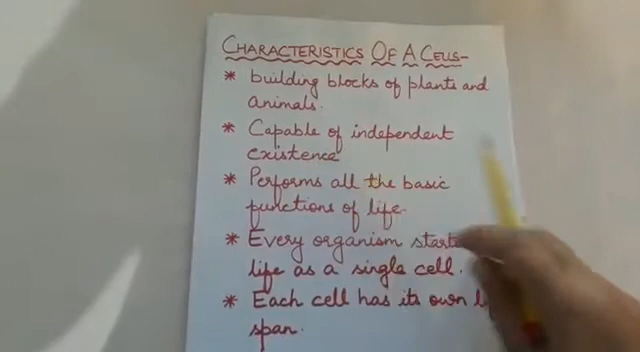 CHARACTERISTICS OF A CELLS-
* building blocks of plants and
animals.
* Capable of independent
existence
* Performs all the basic
functions of life.
* Every organism
life as a single cell.
* Each cell has its own
span.